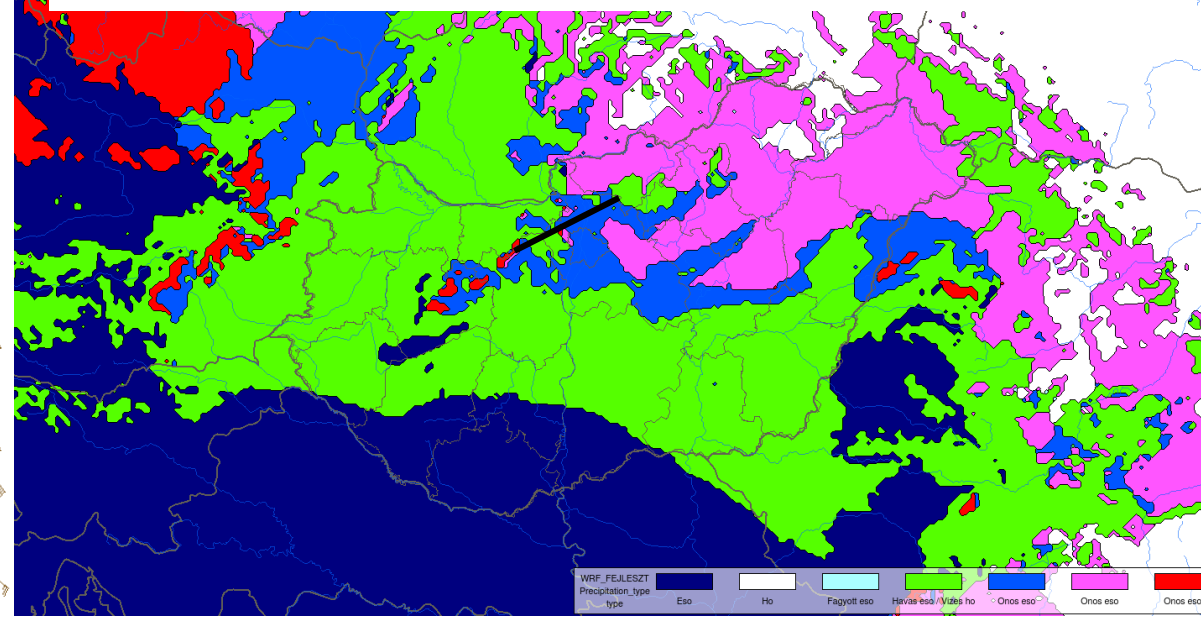 WRF_FEJLESZT
Precipitation_type
type
Eso
Ho
Fagyott eso
Havas eso / Vizes ho
Onos eso
Onos eso
Onos eso